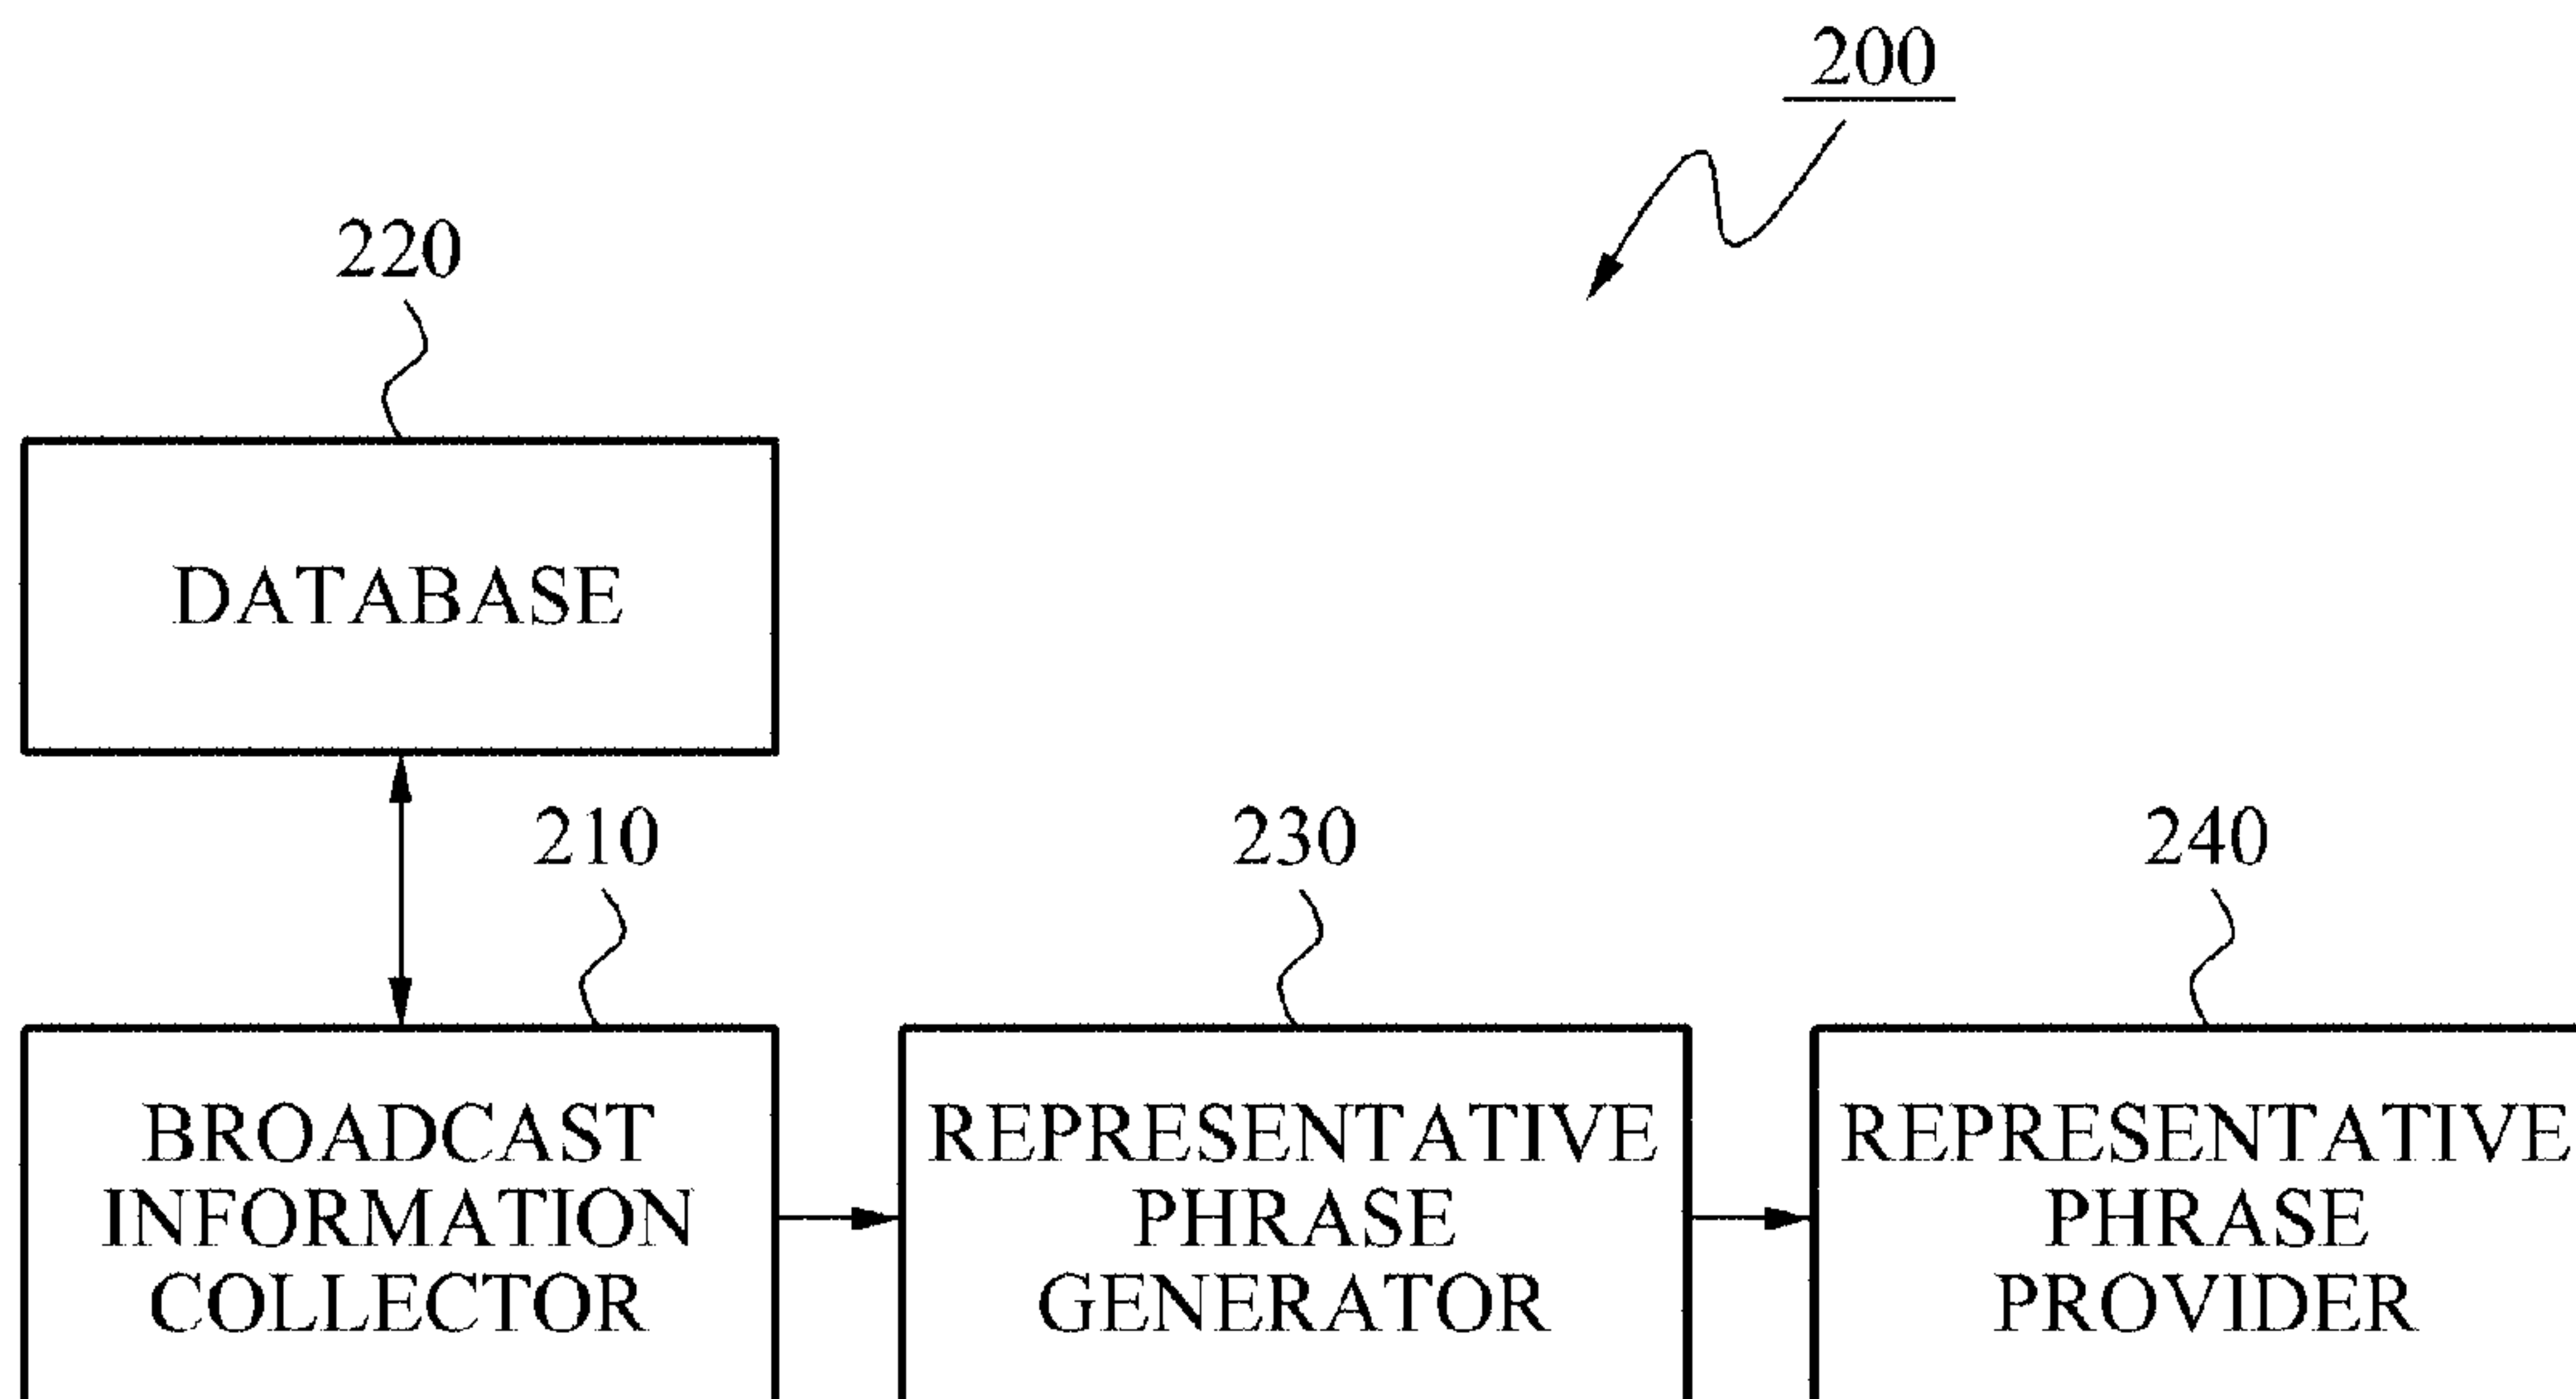 200
220
DATABASE
210
230
240
BROADCAST
INFORMATION
COLLECTOR
REPRESENTATIVE
PHRASE
GENERATOR
REPRESENTATIVE
PHRASE
PROVIDER